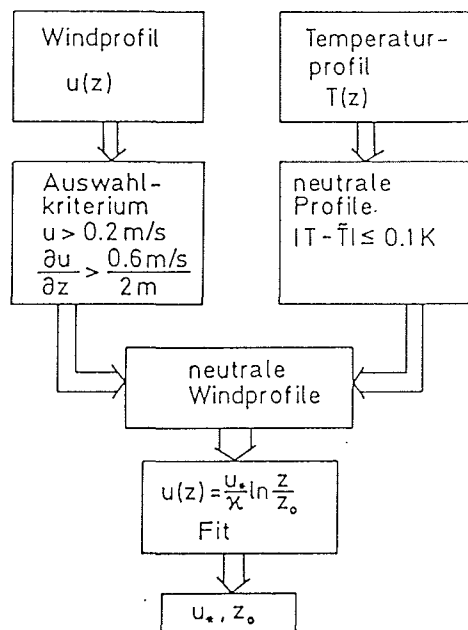 Windprofil
u(z)
Temperatur-
profil
T(z)
Auswahl-
kriterium
u > 0.2 m/s
∂u/∂z > 0.6 m/s / 2 m
neutrale
Profile.
|T - T̃| ≤ 0.1 K
neutrale
Windprofile
u(z) = u*/ϰ ln z/z₀
Fit
u*, z₀